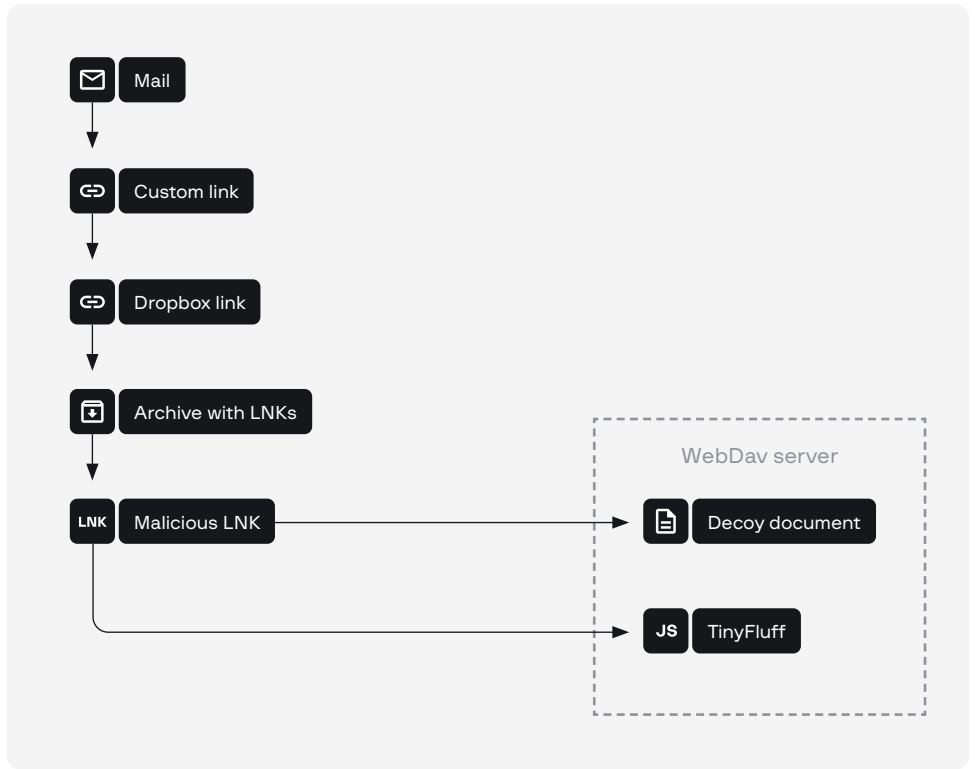 Mail
Custom link
Dropbox link
Archive with LNKs
WebDav server
LNK Malicious LNK
Decoy document
JS TinyFluff